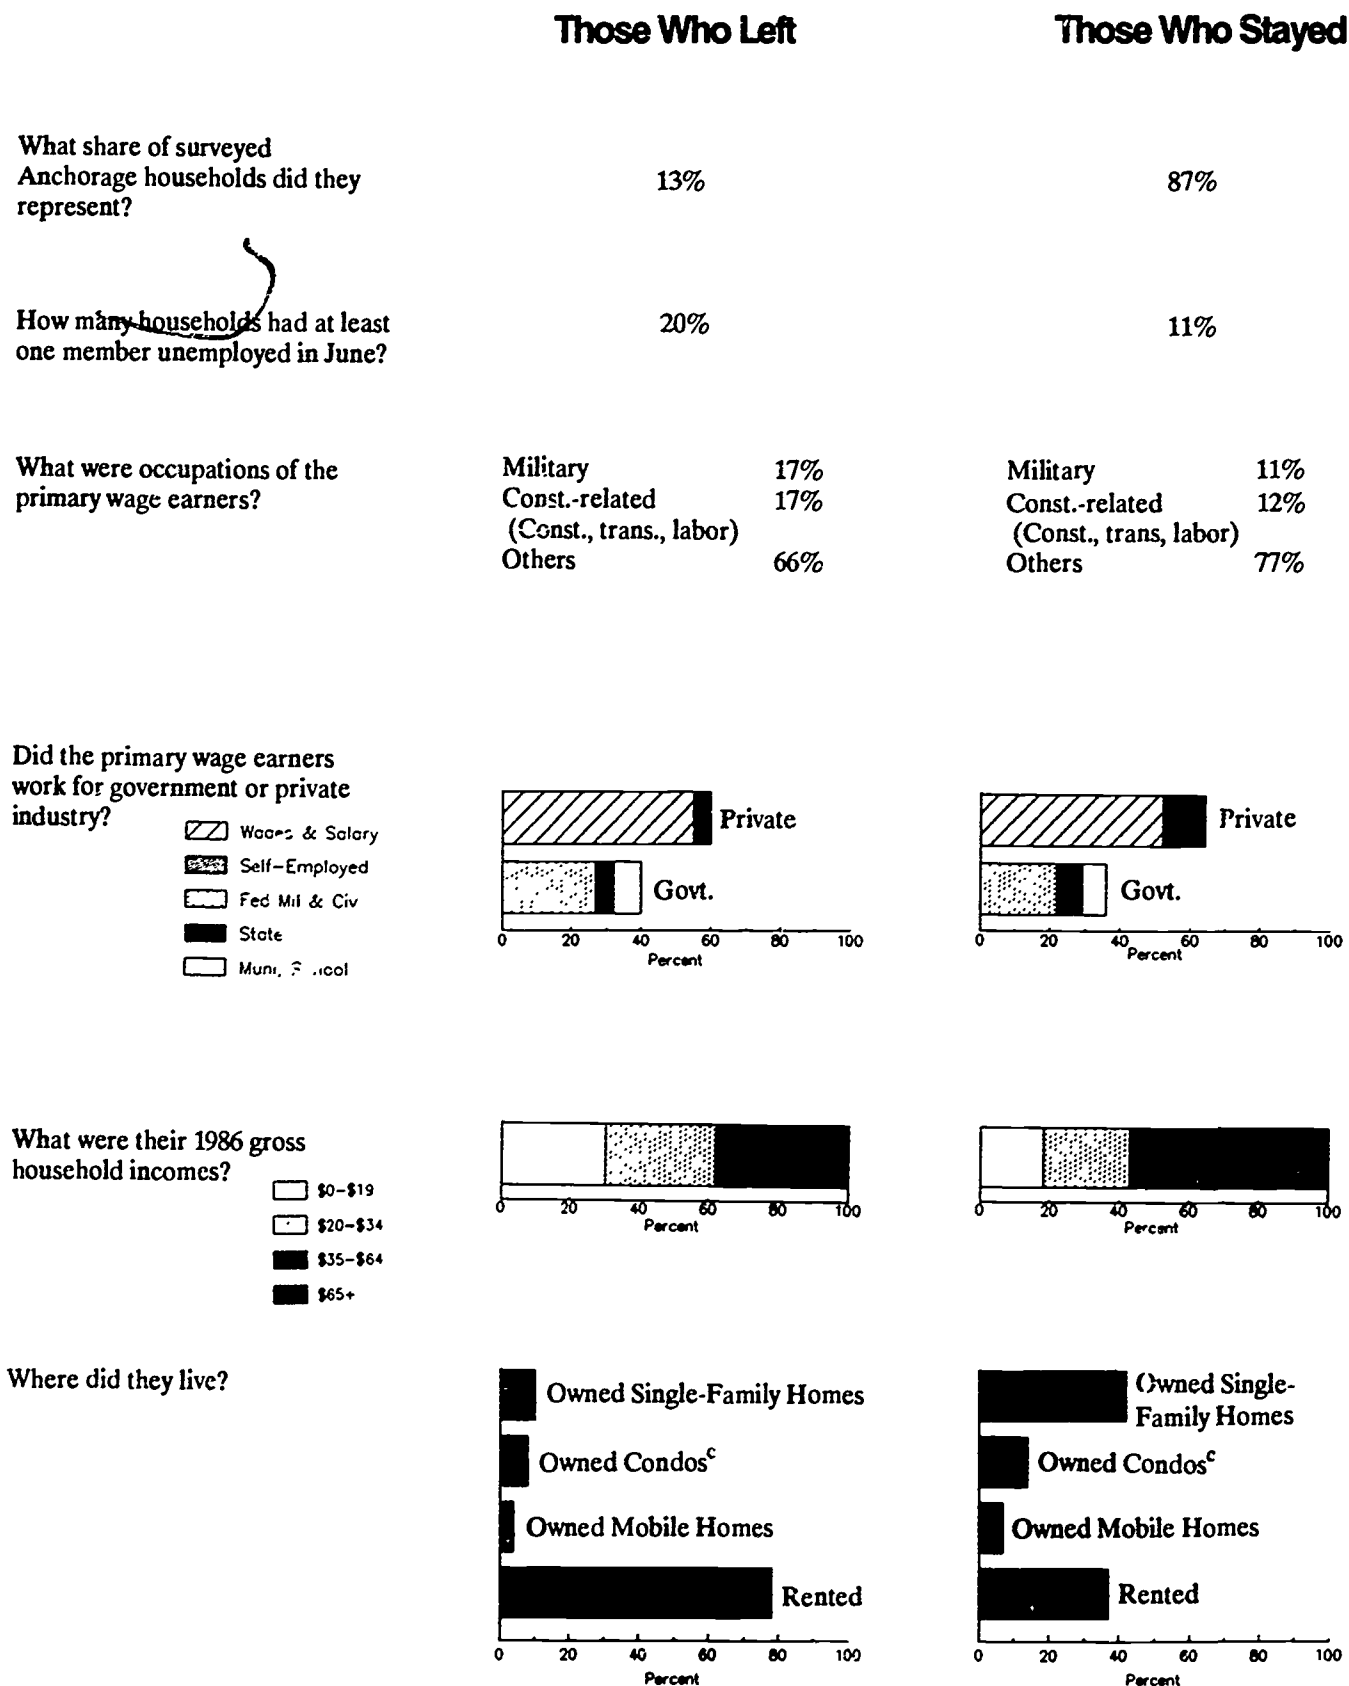 Those Who Left
Those Who Stayed
What share of surveyed
Anchorage households did they
represent?
13%
87%
How many households had at least
one member unemployed in June?
20%
11%
What were occupations of the
primary wage earners?
Military 17%
Const.-related 17%
(Const., trans., labor)
Others 66%
Military 11%
Const.-related 12%
(Const., trans, labor)
Others 77%
Did the primary wage earners
work for government or private
industry?
Wages & Salary
Self-Employed
Fed Mil & Civ
State
Muni,
Private
Govt.
0 20 40 60 80 100
Percent
Private
Govt.
0 20 40 60 80 100
Percent
What were their 1986 gross
household incomes?
$0-$19
$20-$34
$35-$64
$65+
0 20 40 60 80 100
Percent
0 20 40 60 80 100
Percent
Where did they live?
Owned Single-Family Homes
Owned Condosᶜ
Owned Mobile Homes
Rented
0 20 40 60 80 100
Percent
Owned Single-
Family Homes
Owned Condosᶜ
Owned Mobile Homes
Rented
0 20 40 60 80 100
Percent